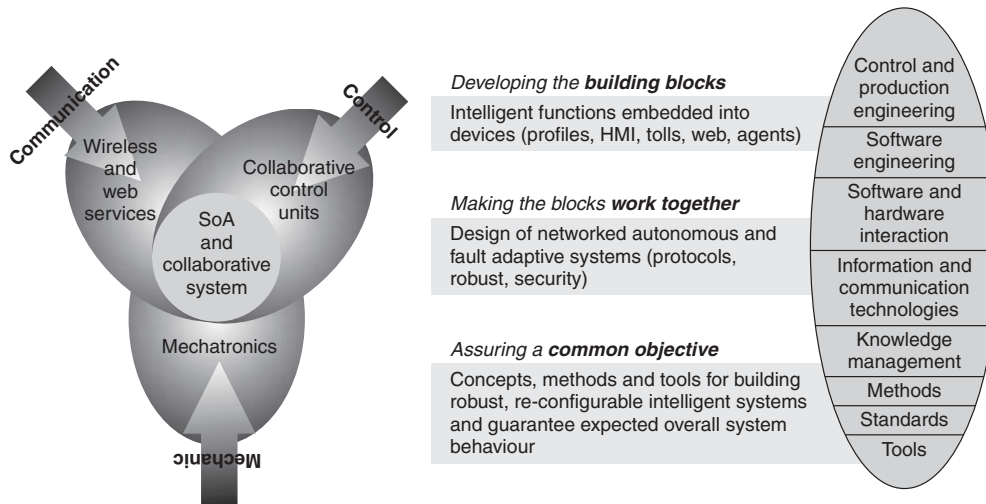 Communication
Control
Wireless
and
web
services
Collaborative
control
units
SoA
and
collaborative
system
Mechatronics
Mechanic
Developing the building blocks
Intelligent functions embedded into
devices (profiles, HMI, tolls, web, agents)
Making the blocks work together
Design of networked autonomous and
fault adaptive systems (protocols,
robust, security)
Assuring a common objective
Concepts, methods and tools for building
robust, re-configurable intelligent systems
and guarantee expected overall system
behaviour
Control and
production
engineering
Software
engineering
Software and
hardware
interaction
Information and
communication
technologies
Knowledge
management
Methods
Standards
Tools